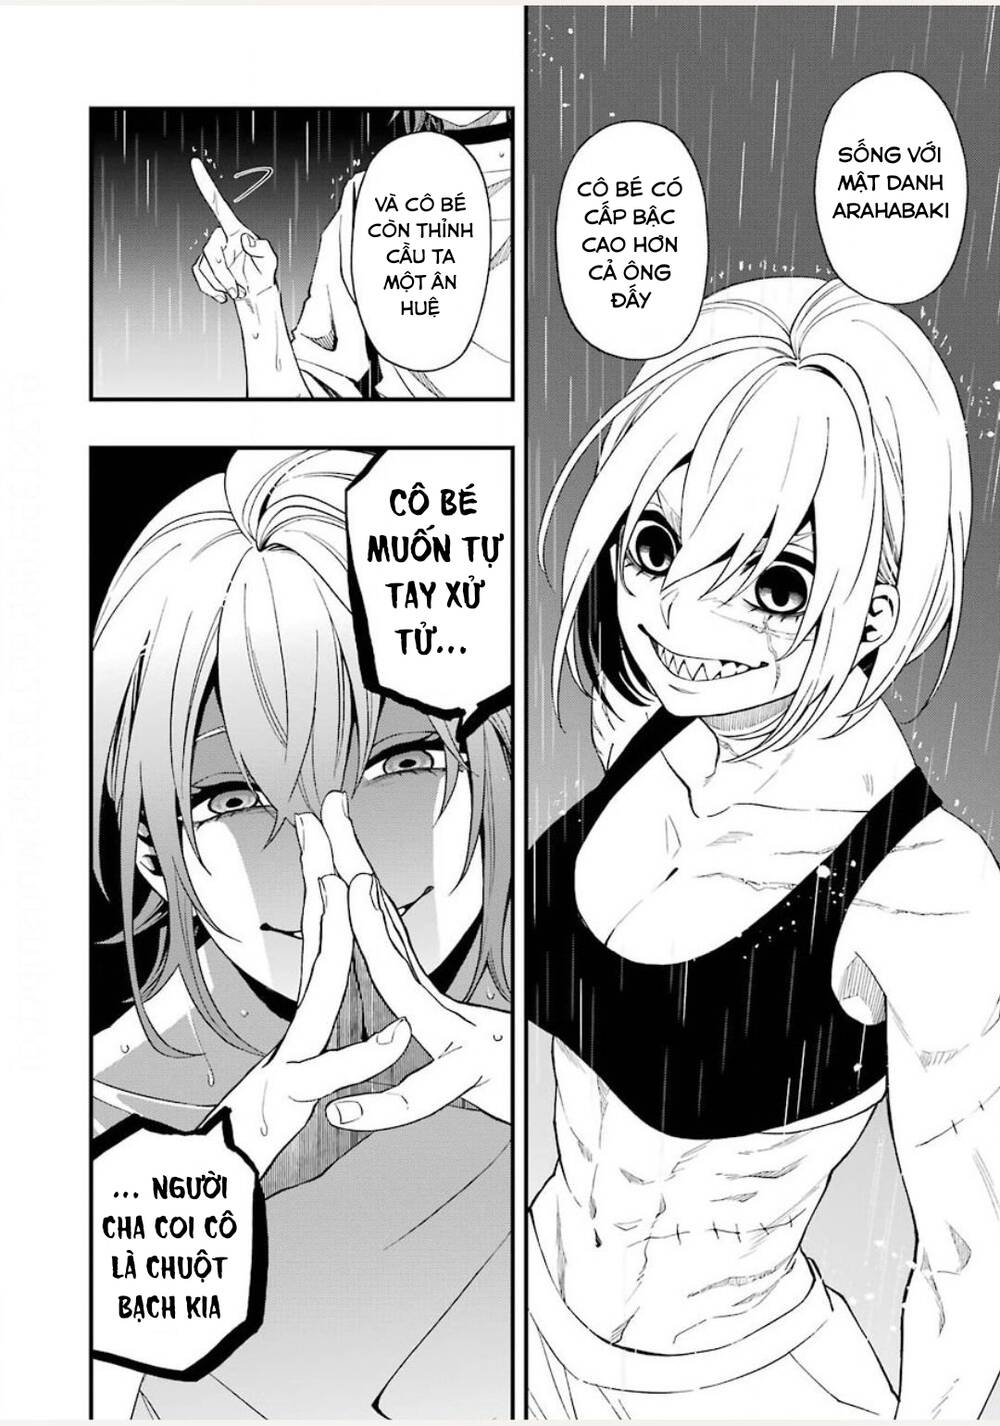 SỐNG VỚI
MẬT DANH
ARAHABAKI
CÔ BÉ CÓ
CẤP BẬC
CAO HƠN
CẢ ÔNG
ĐẤY
VÀ CÔ BÉ
CÒN THỈNH
CẦU TA
MỘT ÂN
HUỆ
CÔ BÉ
MUỐN TỰ
TAY XỬ
TỬ...
... NGƯỜI
CHA COI CÔ
LÀ CHUỘT
BẠCH KIA